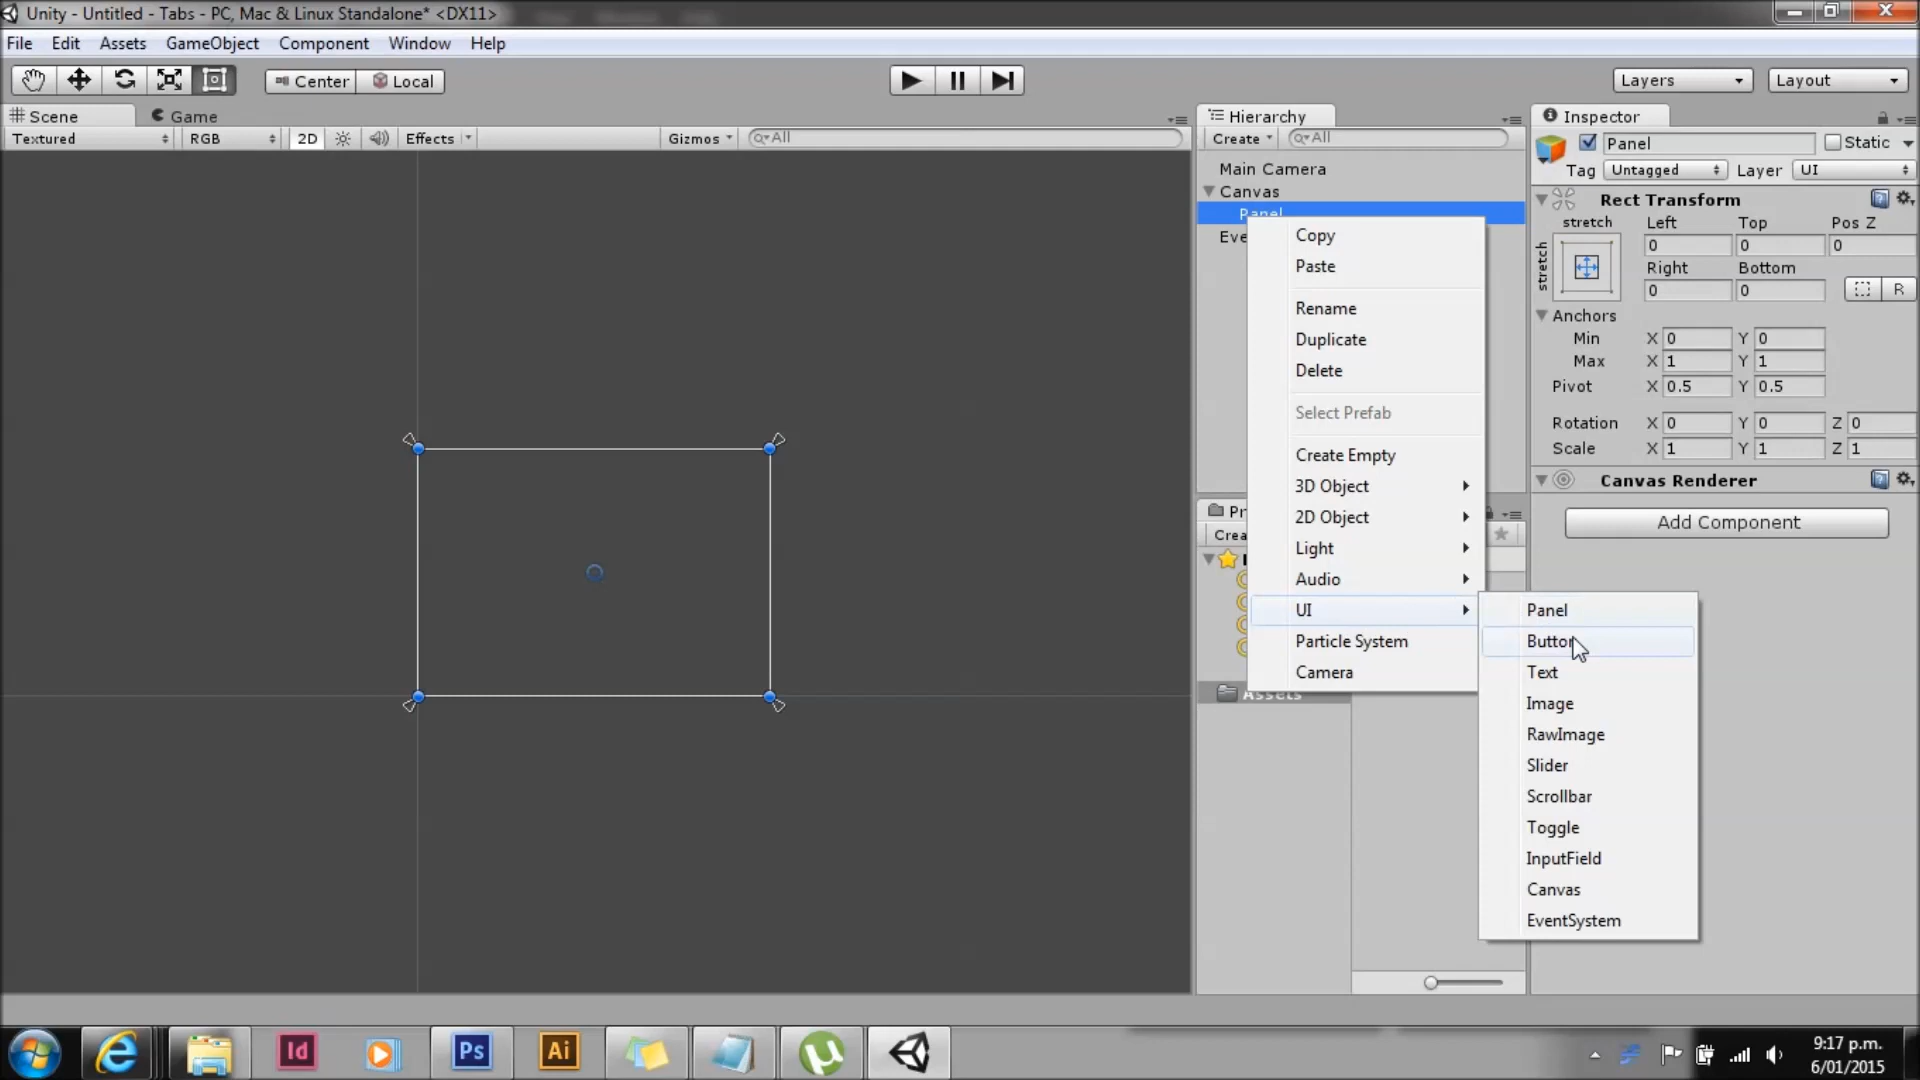 Unity - Untitled - Tabs - PC, Mac & Linux Standalone* <DX11>
File Edit Assets GameObject Component Window Help
Center Local
Layers Layout
Scene Game
Textured RGB 2D Effects Gizmos All
Hierarchy
Create All
Main Camera
Canvas
Panel
Eve
Copy
Paste
Rename
Duplicate
Delete
Select Prefab
Create Empty
3D Object
2D Object
Light
Audio
UI
Particle System
Camera
Panel
Button
Text
Image
RawImage
Slider
Scrollbar
Toggle
InputField
Canvas
EventSystem
Pr
Crea
Assets
Inspector
Panel Static
Tag Untagged Layer UI
Rect Transform
stretch Left Top Pos Z
stretch 0 0 0
Right Bottom
0 0 R
Anchors
Min X 0 Y 0
Max X 1 Y 1
Pivot X 0.5 Y 0.5
Rotation X 0 Y 0 Z 0
Scale X 1 Y 1 Z 1
Canvas Renderer
Add Component
Id Ps Ai µ
9:17 p.m.
6/01/2015